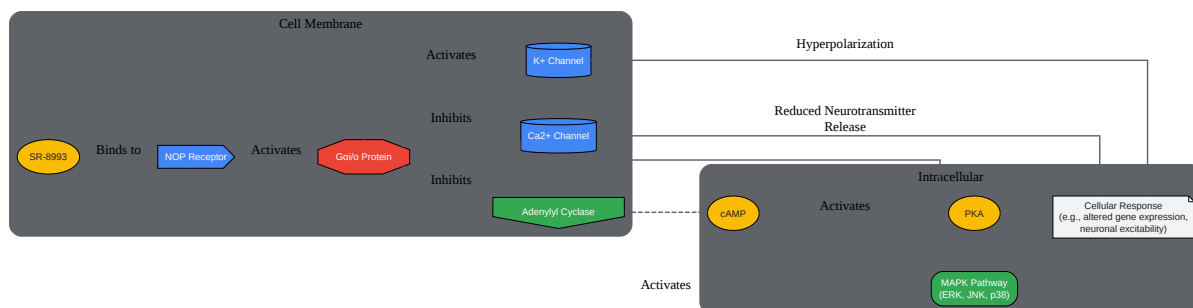 Cell Membrane
Activates
K+ Channel
Hyperpolarization
Inhibits
Ca2+ Channel
Reduced Neurotransmitter
Release
SR-8993
Binds to
NOP Receptor
Activates
Gαi/o Protein
Inhibits
Adenylyl Cyclase
Intracellular
cAMP
Activates
PKA
Cellular Response
(e.g., altered gene expression,
neuronal excitability)
Activates
MAPK Pathway
(ERK, JNK, p38)